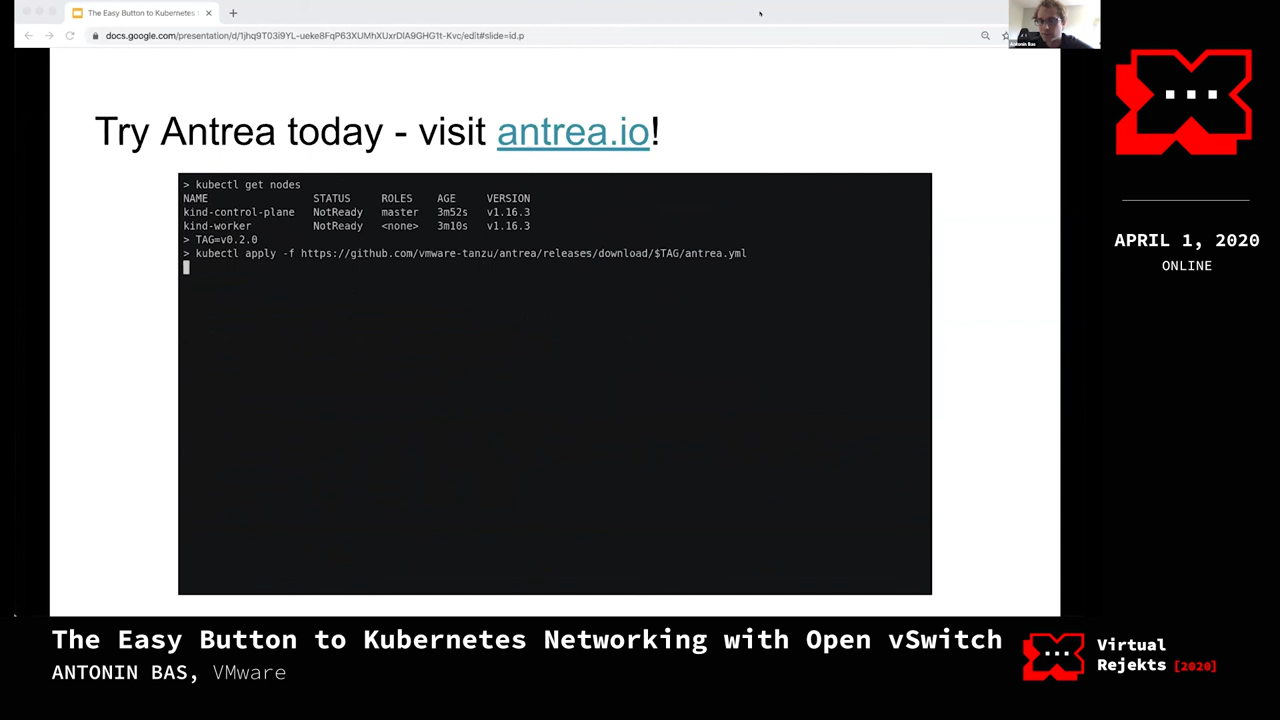 The Easy Button to Kubernetes
docs.google.com/presentation/d/1jhq9T03i9YL-ueke8FqP63XUMhXUxrDIA9GHG1t-Kvc/edit#slide=id.p
Antonin Bas
Try Antrea today - visit antrea.io!
> kubectl get nodes
NAME STATUS ROLES AGE VERSION
kind-control-plane NotReady master 3m52s v1.16.3
kind-worker NotReady <none> 3m10s v1.16.3
> TAG=v0.2.0
> kubectl apply -f https://github.com/vmware-tanzu/antrea/releases/download/$TAG/antrea.yml
APRIL 1, 2020
ONLINE
The Easy Button to Kubernetes Networking with Open vSwitch
ANTONIN BAS, VMware
Virtual
Rejekts [2020]